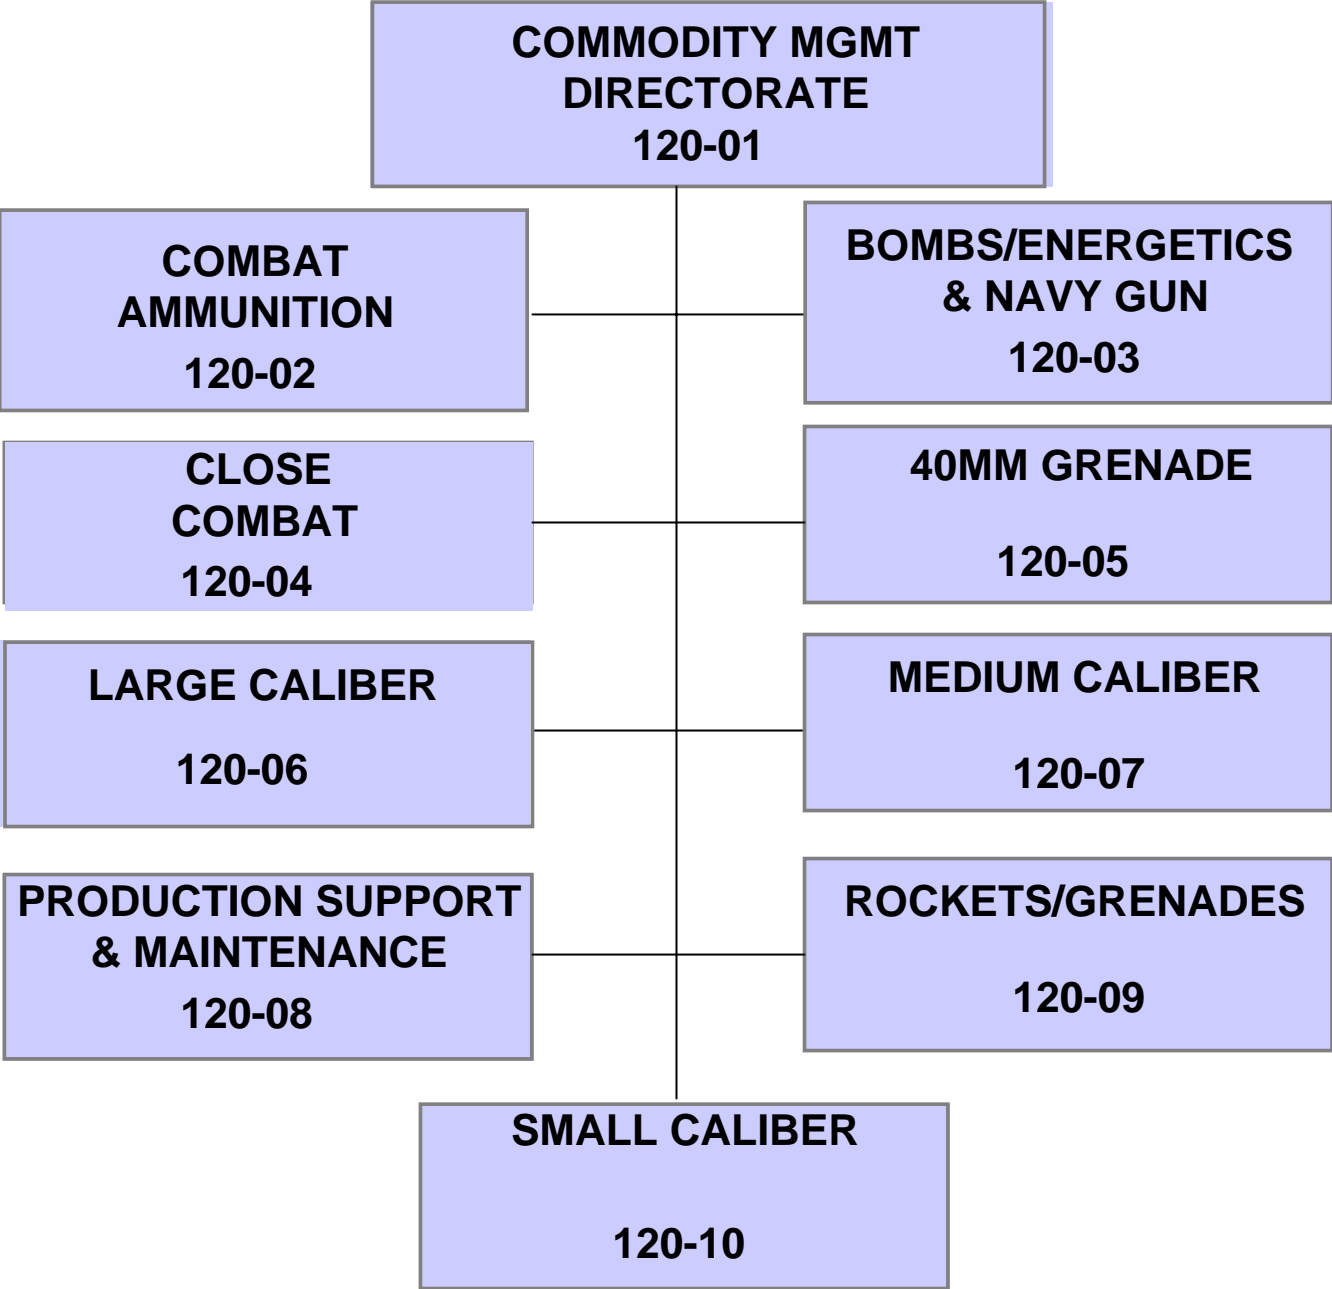 COMMODITY MGMT
DIRECTORATE
120-01
COMBAT
AMMUNITION
120-02
BOMBS/ENERGETICS
& NAVY GUN
120-03
CLOSE
COMBAT
120-04
40MM GRENADE
120-05
LARGE CALIBER
120-06
MEDIUM CALIBER
120-07
PRODUCTION SUPPORT
& MAINTENANCE
120-08
ROCKETS/GRENADES
120-09
SMALL CALIBER
120-10